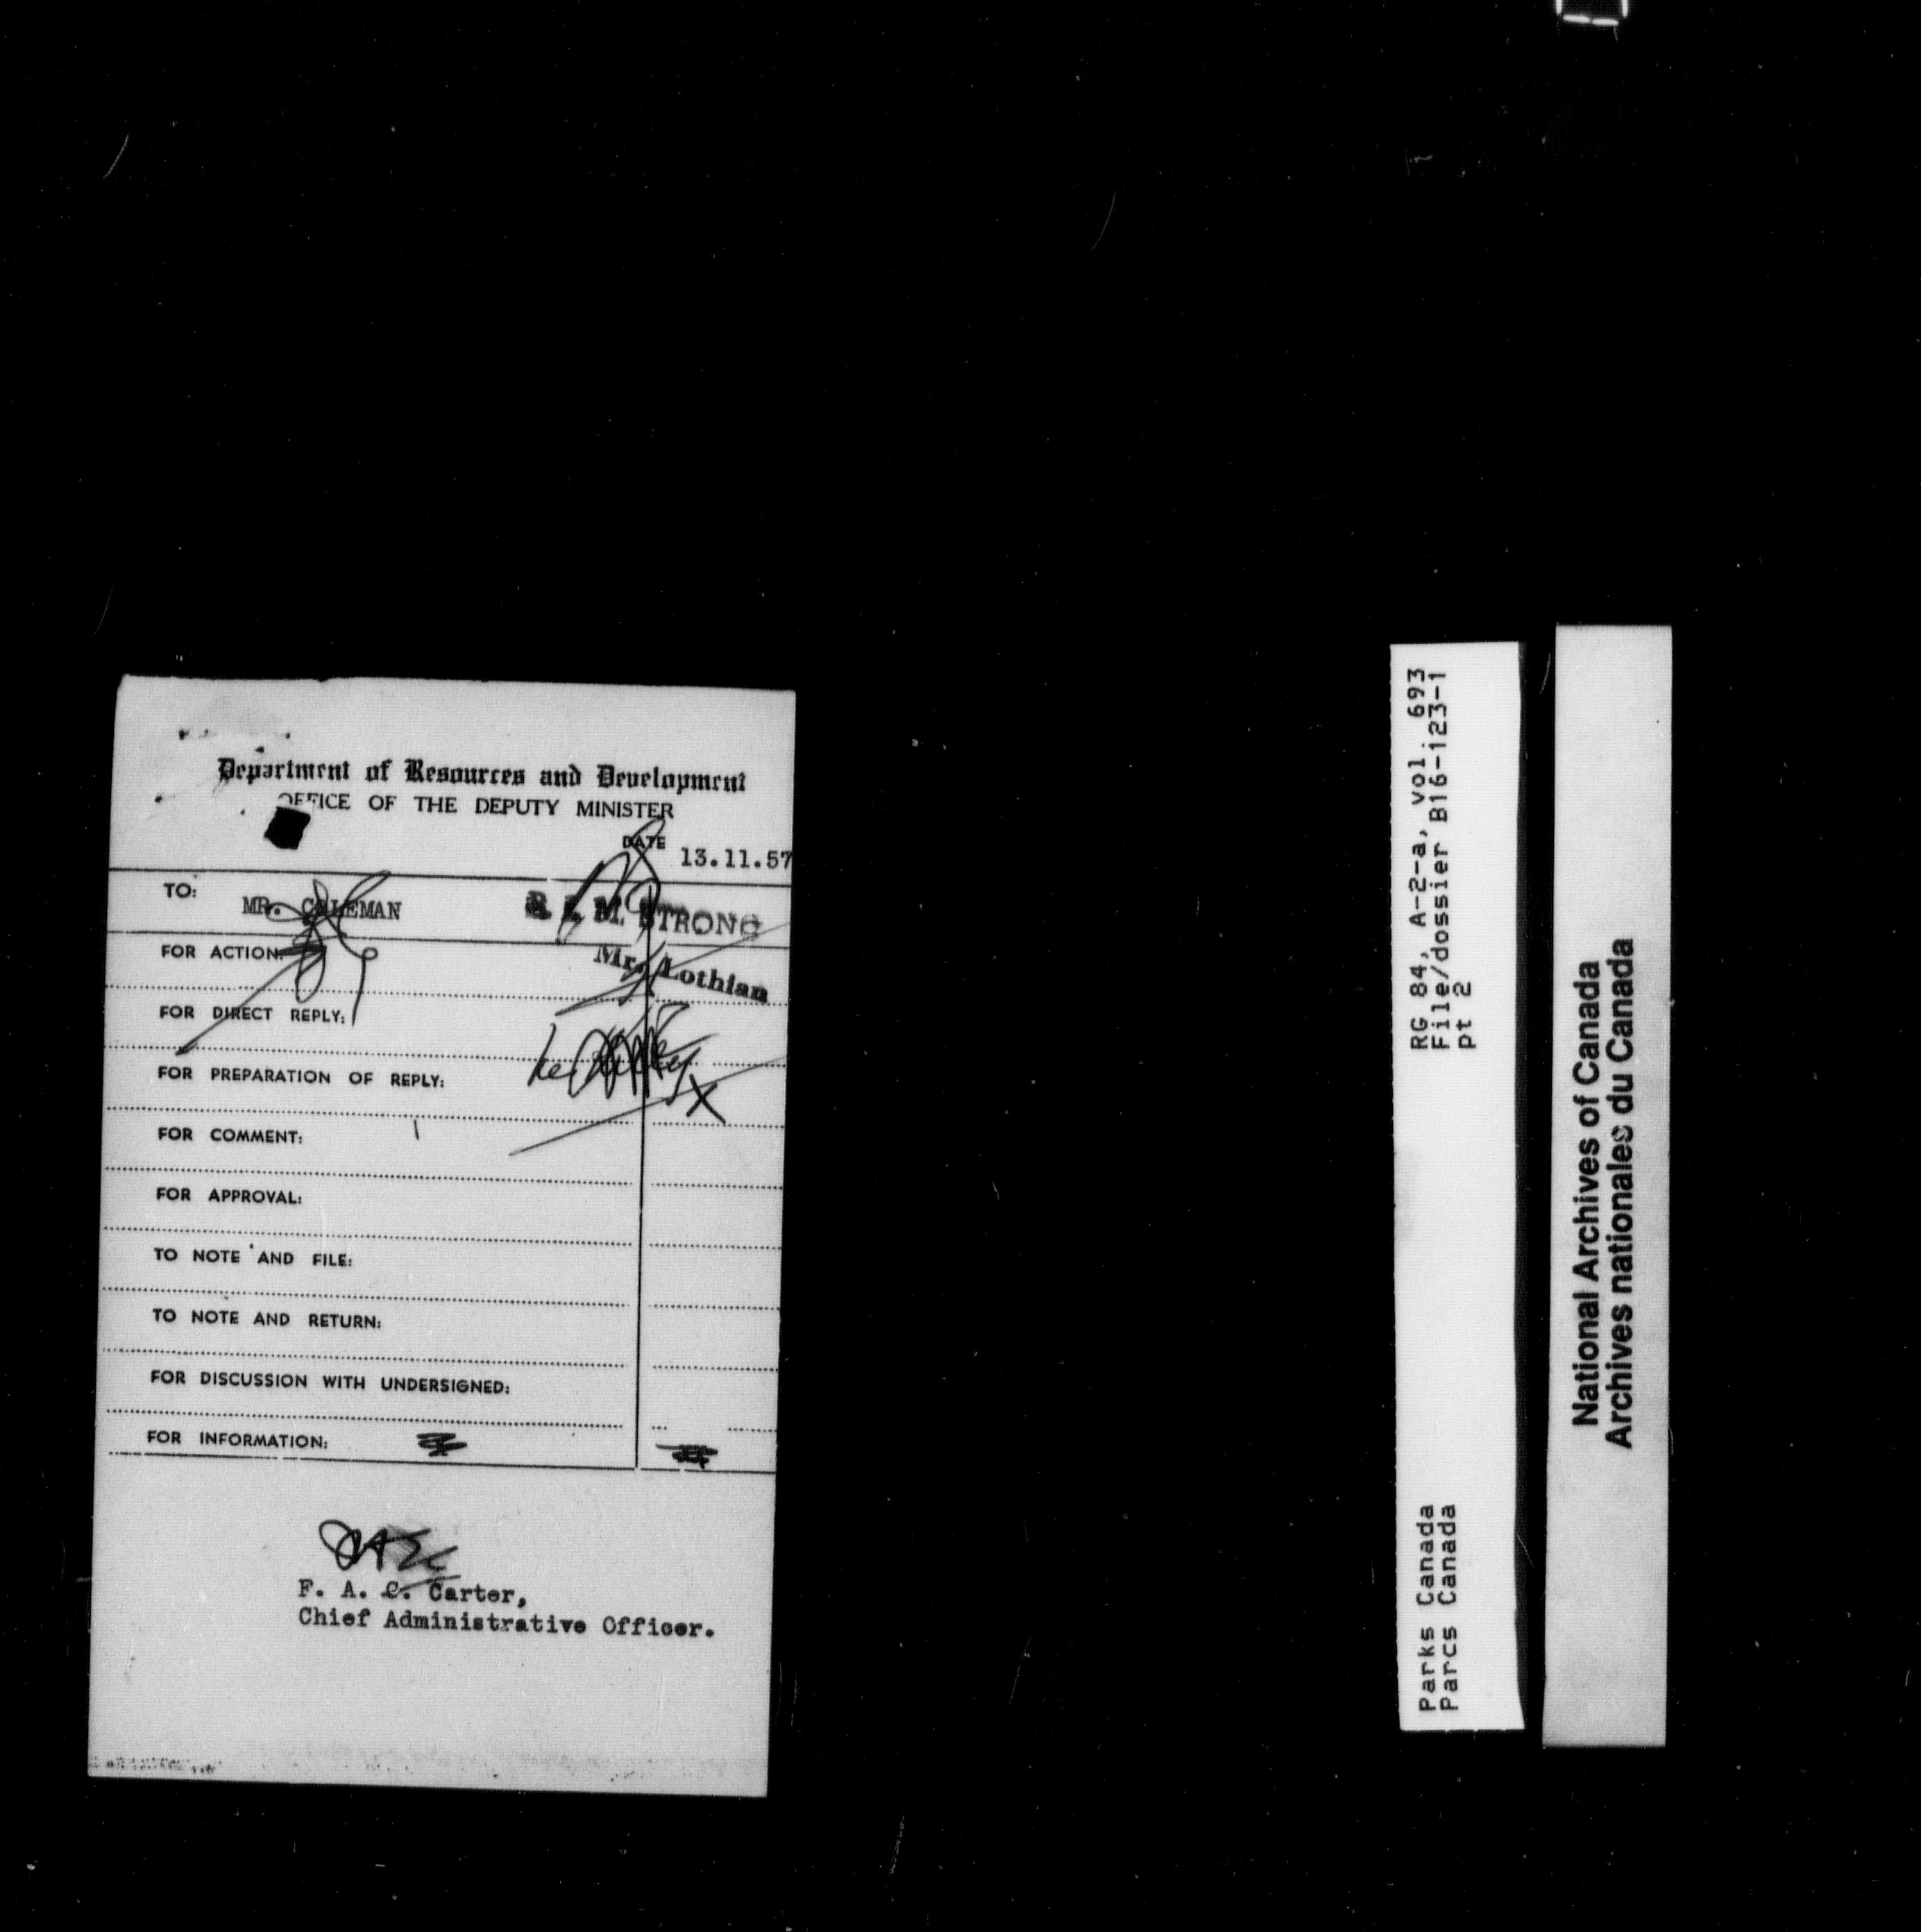 Department of Resources and Development
OFFICE OF THE DEPUTY MINISTER
DATE 13.11.57
TO: MR. COLEMAN
STRONG
FOR ACTION:
Mr. Lothian
FOR DIRECT REPLY:
FOR PREPARATION OF REPLY: X
FOR COMMENT:
FOR APPROVAL:
TO NOTE AND FILE:
TO NOTE AND RETURN:
FOR DISCUSSION WITH UNDERSIGNED:
FOR INFORMATION:
F. A. C. Carter,
Chief Administrative Officer.
RG 84, A-2-a, vol. 693
File/dossier B16-123-1
pt 2
Parks Canada
Parcs Canada
National Archives of Canada
Archives nationales du Canada